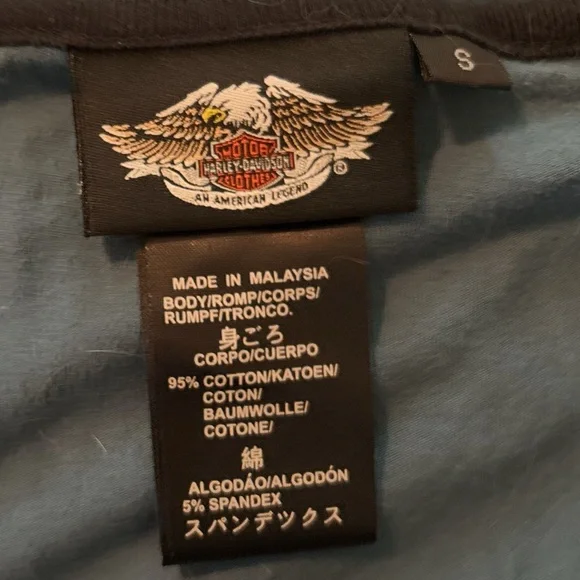 S
MOTOR
HARLEY-DAVIDSON
CLOTHES
®
AN AMERICAN LEGEND
MADE IN MALAYSIA
BODY/ROMP/CORPS/
RUMPF/TRONCO.
身ごろ
CORPO/CUERPO
95% COTTON/KATOEN/
COTON/
BAUMWOLLE/
COTONE/
綿
ALGODÁO/ALGODÓN
5% SPANDEX
スパンデックス